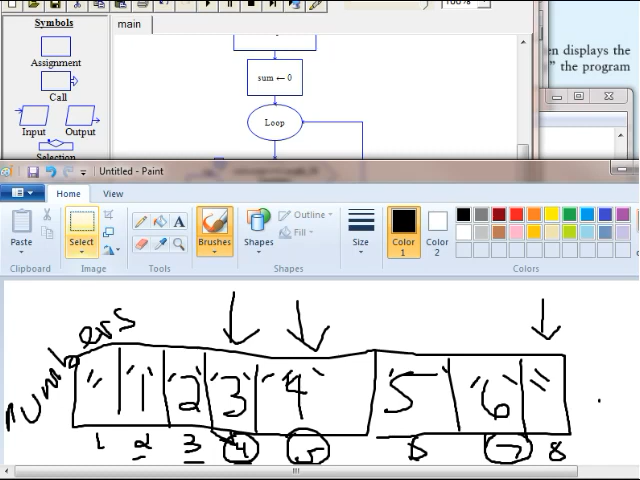 100%
Symbols
main
Assignment
Call
Input
Output
Selection
sum ← 0
Loop
en displays the
" the program
Untitled - Paint
Home
View
Paste
Select
Brushes
Shapes
Outline
Fill
Size
Color
1
Color
2
Clipboard
Image
Tools
Shapes
Colors
numbers
" 1 "2" "3" "4" "5" "6" "
1 2 3 4 5 6 7 8